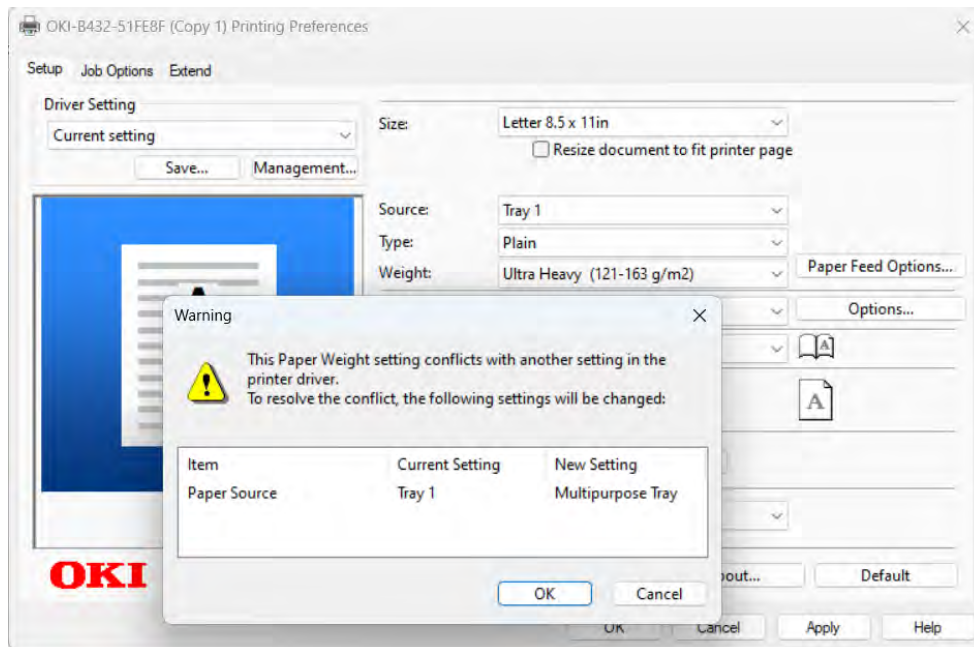 OKI-B432-51FE8F (Copy 1) Printing Preferences
Setup Job Options Extend
Driver Setting
Current setting
Save... Management...
Size: Letter 8.5 x 11in
Resize document to fit printer page
Source: Tray 1
Type: Plain
Weight: Ultra Heavy (121-163 g/m2) Paper Feed Options...
Options...
A
A
Warning
This Paper Weight setting conflicts with another setting in the
printer driver.
To resolve the conflict, the following settings will be changed:
Item Current Setting New Setting
Paper Source Tray 1 Multipurpose Tray
OK Cancel
OKI
Default
OK Cancel Apply Help